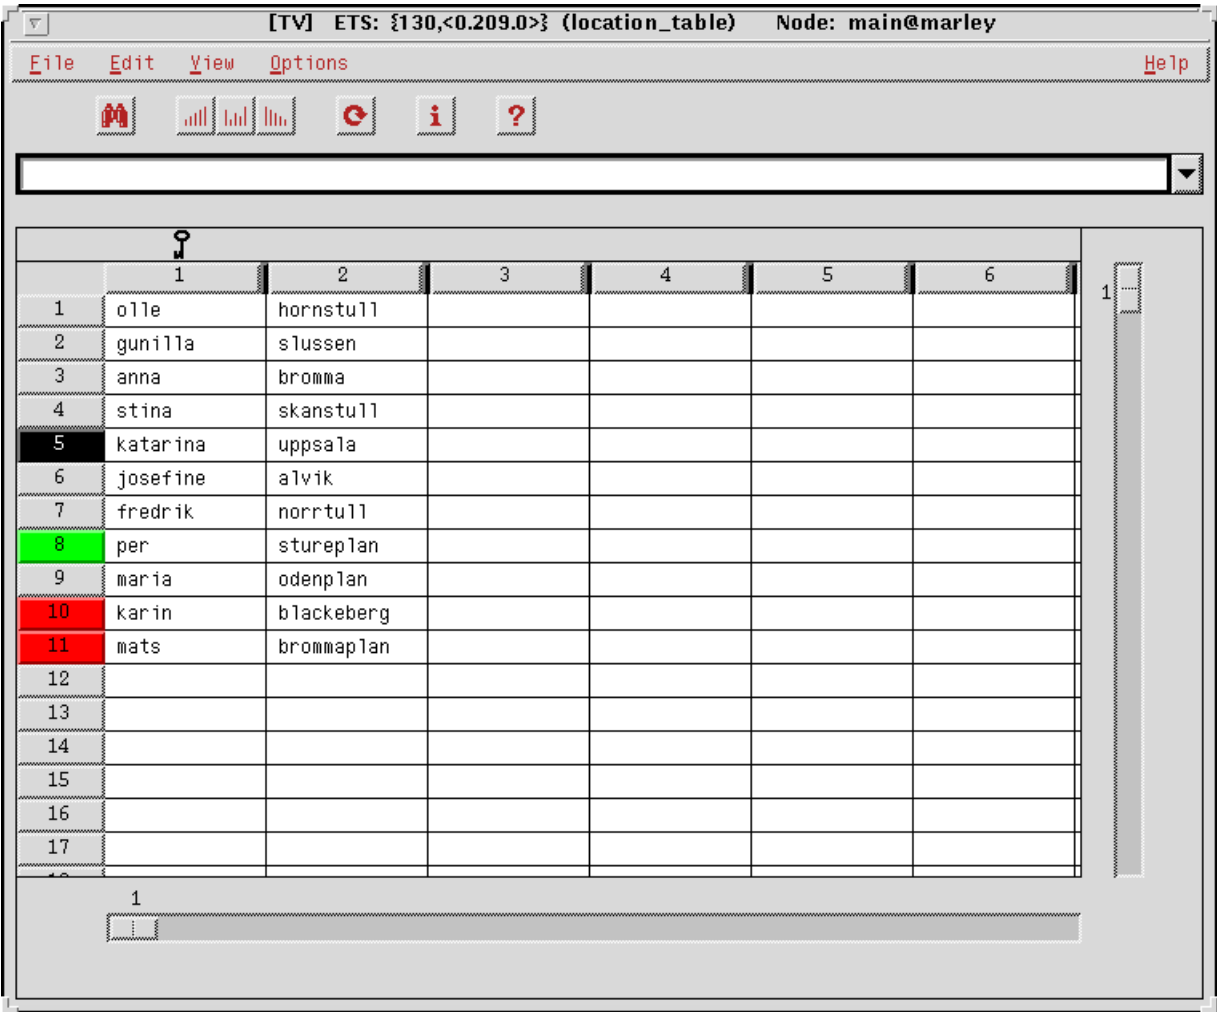 [TV] ETS: {130,<0.209.0>} (location_table) Node: main@marley
File Edit View Options Help
1 2 3 4 5 6
1
1 olle hornstull
2 gunilla slussen
3 anna bromma
4 stina skanstull
5 katarina uppsala
6 josefine alvik
7 fredrik norrtull
8 per stureplan
9 maria odenplan
10 karin blackeberg
11 mats brommaplan
12
13
14
15
16
17
1